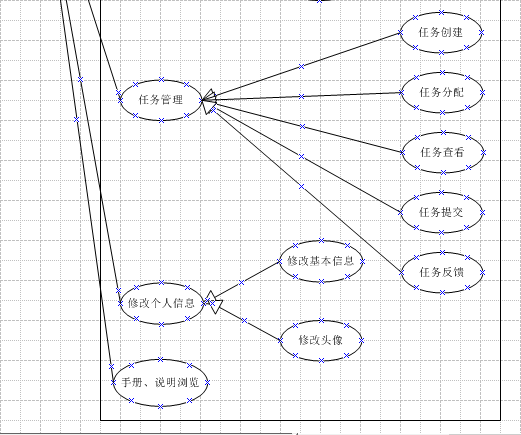 任务创建
任务管理
任务分配
任务查看
任务提交
修改基本信息
任务反馈
修改个人信息
修改头像
手册、说明浏览